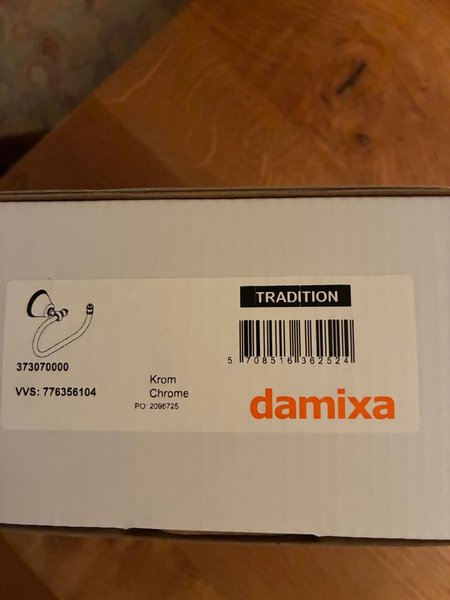 TRADITION
5 708516 362524
373070000
VVS: 776356104
Krom
Chrome
PO: 2096725
damixa